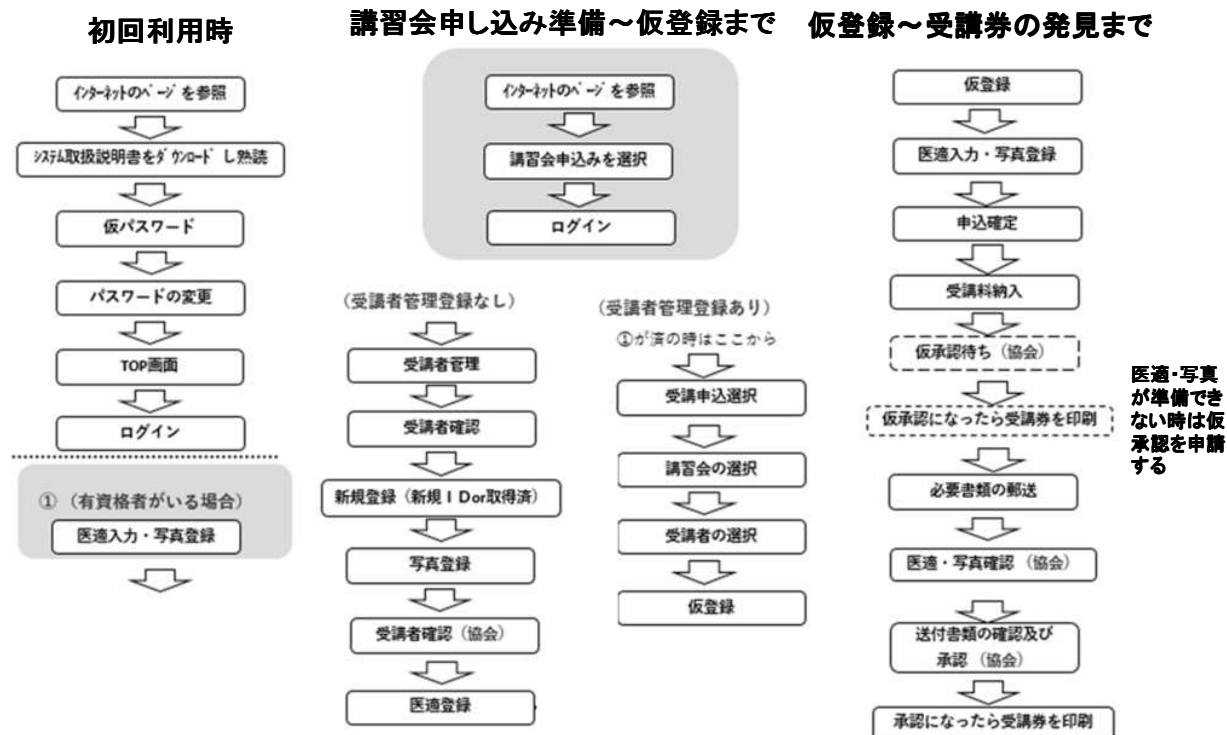 初回利用時
インターネットのページを参照
システム取扱説明書をダウンロードし熟読
仮パスワード
パスワードの変更
TOP画面
ログイン
①（有資格者がいる場合）
医適入力・写真登録
講習会申し込み準備～仮登録まで
インターネットのページを参照
講習会申込みを選択
ログイン
（受講者管理登録なし）
受講者管理
受講者確認
新規登録（新規ＩＤor取得済）
写真登録
受講者確認（協会）
医適登録
（受講者管理登録あり）
①が済の時はここから
受講申込選択
講習会の選択
受講者の選択
仮登録
仮登録～受講券の発見まで
仮登録
医適入力・写真登録
申込確定
受講料納入
仮承認待ち（協会）
仮承認になったら受講券を印刷
必要書類の郵送
医適・写真確認（協会）
送付書類の確認及び
承認（協会）
承認になったら受講券を印刷
医適・写真
が準備でき
ない時は仮
承認を申請
する